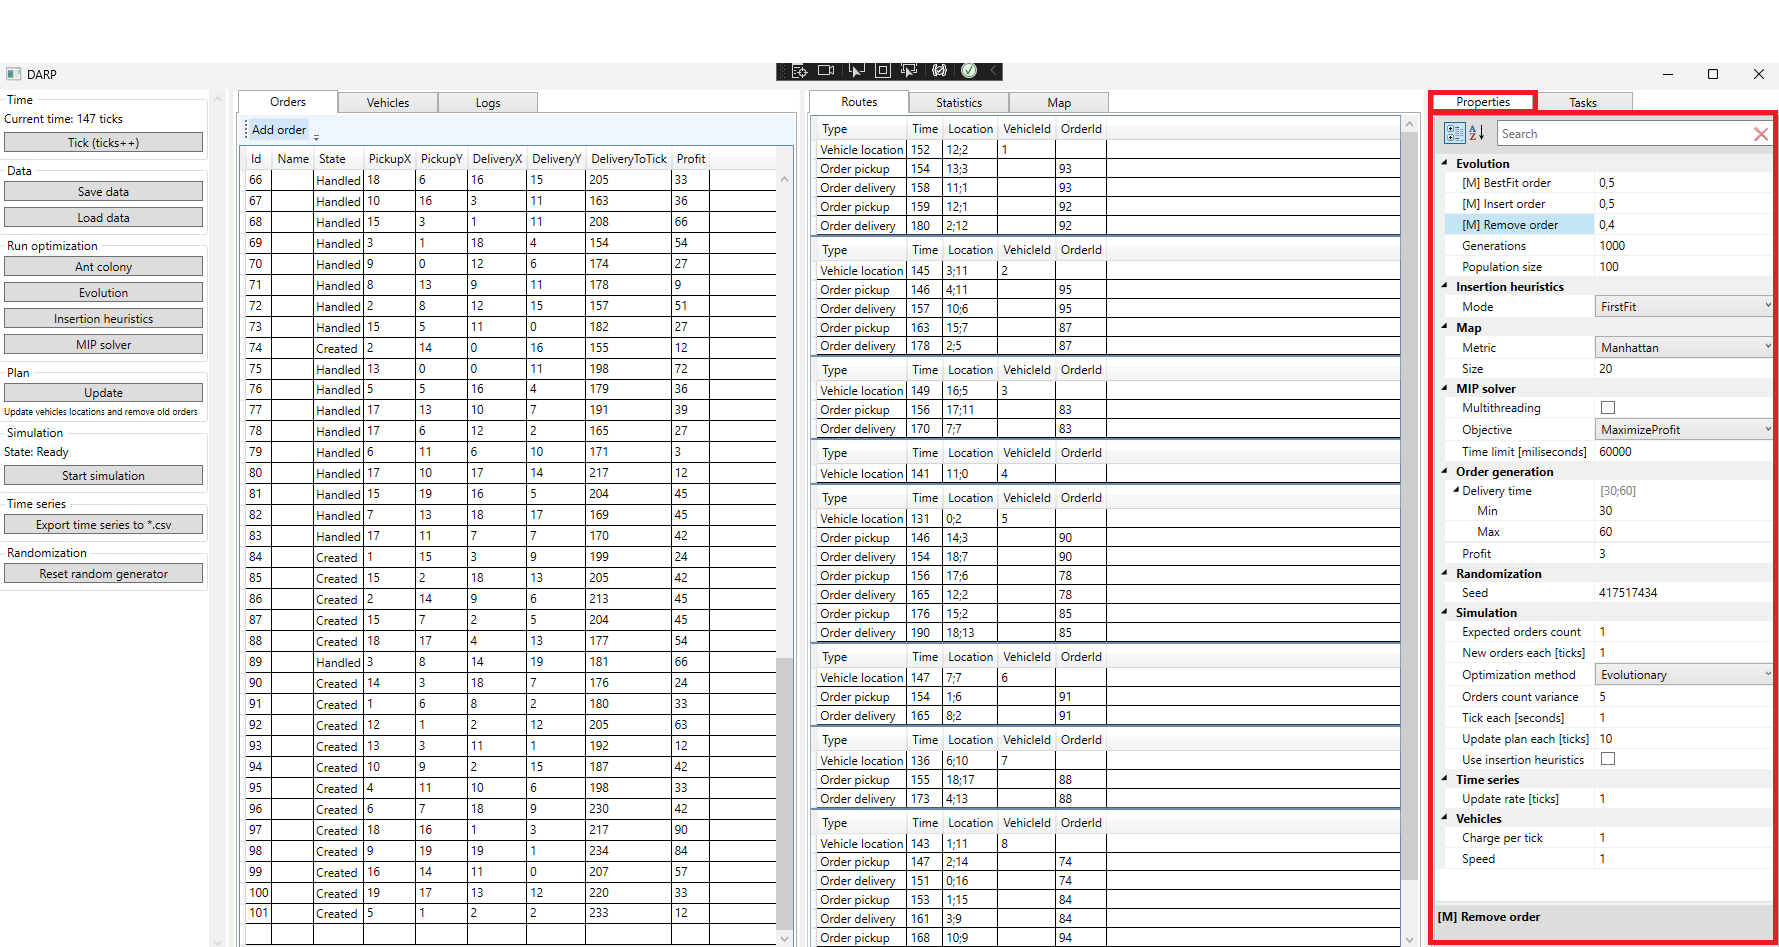 DARP
Time
Current time: 147 ticks
Tick (ticks++)
Data
Save data
Load data
Run optimization
Ant colony
Evolution
Insertion heuristics
MIP solver
Plan
Update
Update vehicles locations and remove old orders
Simulation
State: Ready
Start simulation
Time series
Export time series to *.csv
Randomization
Reset random generator
Orders Vehicles Logs
Add order
Id Name State PickupX PickupY DeliveryX DeliveryY DeliveryToTick Profit
66 Handled 18 6 16 15 205 33
67 Handled 10 16 3 11 163 36
68 Handled 15 3 1 11 208 66
69 Handled 3 1 18 4 154 54
70 Handled 9 0 12 6 174 27
71 Handled 8 13 9 11 178 9
72 Handled 2 8 12 15 157 51
73 Handled 15 5 11 0 182 27
74 Created 2 14 0 16 155 12
75 Handled 13 0 0 11 198 72
76 Handled 5 5 16 4 179 36
77 Handled 17 13 10 7 191 39
78 Handled 17 6 12 2 165 27
79 Handled 6 11 6 10 171 3
80 Handled 17 10 17 14 217 12
81 Handled 15 19 16 5 204 45
82 Handled 7 13 18 17 169 45
83 Handled 17 11 7 7 170 42
84 Created 1 15 3 9 199 24
85 Created 15 2 18 13 205 42
86 Created 2 14 9 6 213 45
87 Created 15 7 2 5 204 45
88 Created 18 17 4 13 177 54
89 Handled 3 8 14 19 181 66
90 Created 14 3 18 7 176 24
91 Created 1 6 8 2 180 33
92 Created 12 1 2 12 205 63
93 Created 13 3 11 1 192 12
94 Created 10 9 2 15 187 42
95 Created 4 11 10 6 198 33
96 Created 6 7 18 9 230 42
97 Created 18 16 1 3 217 90
98 Created 9 19 19 1 234 84
99 Created 16 14 11 0 207 57
100 Created 19 17 13 12 220 33
101 Created 5 1 2 2 233 12
Routes Statistics Map
Type Time Location VehicleId OrderId
Vehicle location 152 12;2 1
Order pickup 154 13;3 93
Order delivery 158 11;1 93
Order pickup 159 12;1 92
Order delivery 180 2;12 92
Type Time Location VehicleId OrderId
Vehicle location 145 3;11 2
Order pickup 146 4;11 95
Order delivery 157 10;6 95
Order pickup 163 15;7 87
Order delivery 178 2;5 87
Type Time Location VehicleId OrderId
Vehicle location 149 16;5 3
Order pickup 156 17;11 83
Order delivery 170 7;7 83
Type Time Location VehicleId OrderId
Vehicle location 141 11;0 4
Type Time Location VehicleId OrderId
Vehicle location 131 0;2 5
Order pickup 146 14;3 90
Order delivery 154 18;7 90
Order pickup 156 17;6 78
Order delivery 165 12;2 78
Order pickup 176 15;2 85
Order delivery 190 18;13 85
Type Time Location VehicleId OrderId
Vehicle location 147 7;7 6
Order pickup 154 1;6 91
Order delivery 165 8;2 91
Type Time Location VehicleId OrderId
Vehicle location 136 6;10 7
Order pickup 155 18;17 88
Order delivery 173 4;13 88
Type Time Location VehicleId OrderId
Vehicle location 143 1;11 8
Order pickup 147 2;14 74
Order delivery 151 0;16 74
Order pickup 153 1;15 84
Order delivery 161 3;9 84
Order pickup 168 10;9 94
Properties Tasks
Search
Evolution
[M] BestFit order 0,5
[M] Insert order 0,5
[M] Remove order 0,4
Generations 1000
Population size 100
Insertion heuristics
Mode FirstFit
Map
Metric Manhattan
Size 20
MIP solver
Multithreading
Objective MaximizeProfit
Time limit [miliseconds] 60000
Order generation
Delivery time [30;60]
Min 30
Max 60
Profit 3
Randomization
Seed 417517434
Simulation
Expected orders count 1
New orders each [ticks] 1
Optimization method Evolutionary
Orders count variance 5
Tick each [seconds] 1
Update plan each [ticks] 10
Use insertion heuristics
Time series
Update rate [ticks] 1
Vehicles
Charge per tick 1
Speed 1
[M] Remove order